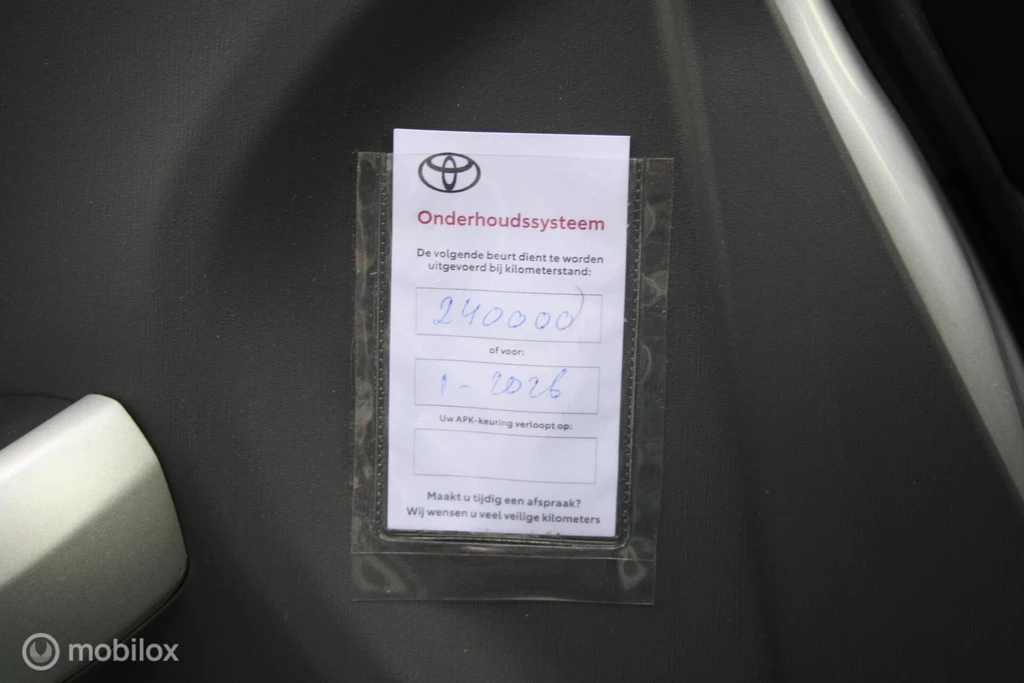 Onderhoudssysteem
De volgende beurt dient te worden
uitgevoerd bij kilometerstand:
240000
of voor:
1 - 2026
Uw APK-keuring verloopt op:
Maakt u tijdig een afspraak?
Wij wensen u veel veilige kilometers
mobilox